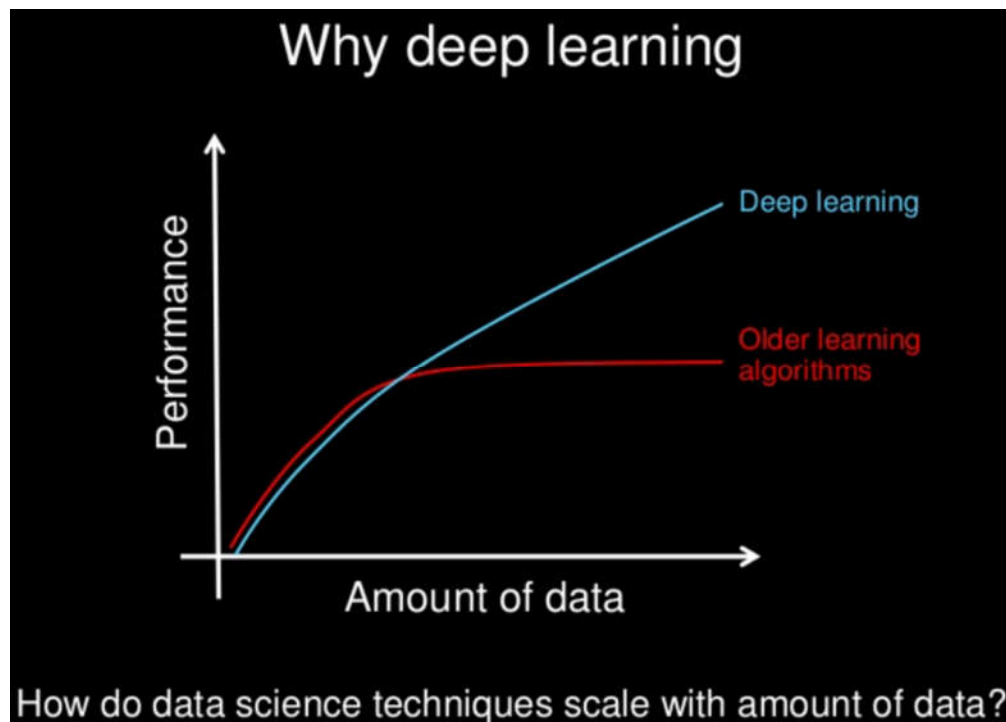 Why deep learning
Performance
Deep learning
Older learning
algorithms
Amount of data
How do data science techniques scale with amount of data?